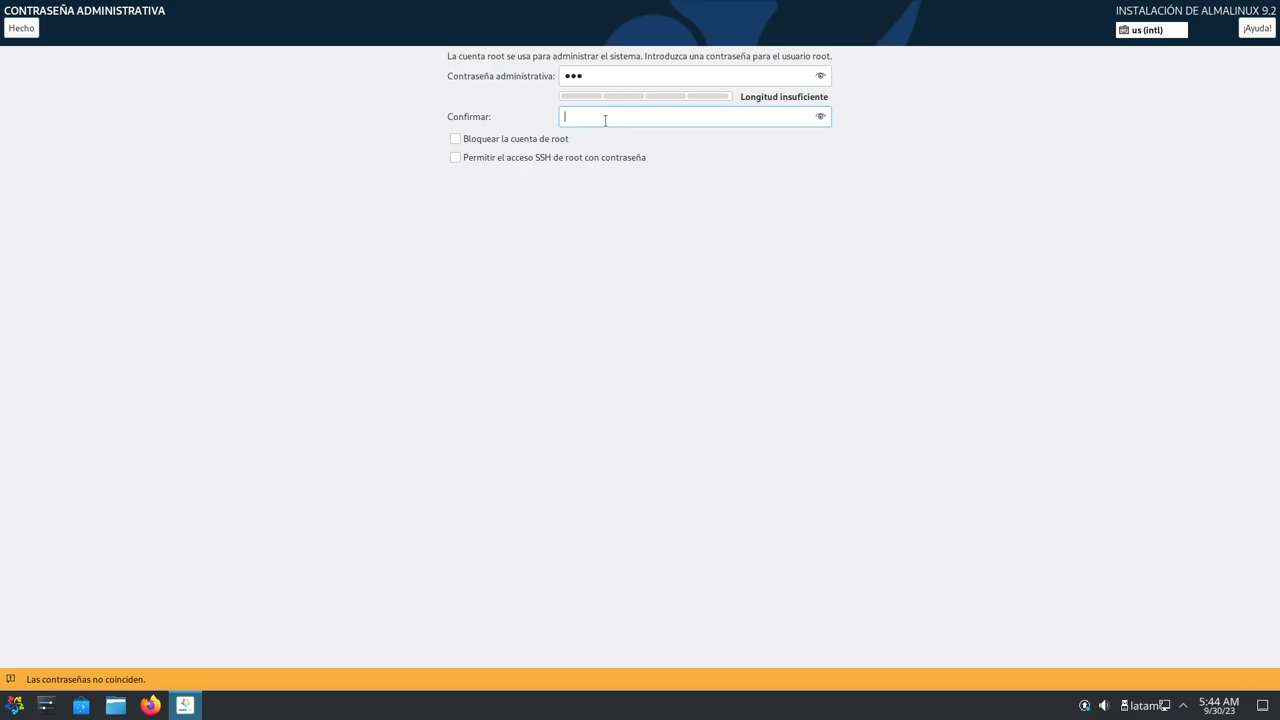 CONTRASEÑA ADMINISTRATIVA
INSTALACIÓN DE ALMALINUX 9.2
Hecho
us (intl)
¡Ayuda!
La cuenta root se usa para administrar el sistema. Introduzca una contraseña para el usuario root.
Contraseña administrativa: ●●●
Longitud insuficiente
Confirmar:
Bloquear la cuenta de root
Permitir el acceso SSH de root con contraseña
Las contraseñas no coinciden.
latam
5:44 AM
9/30/23